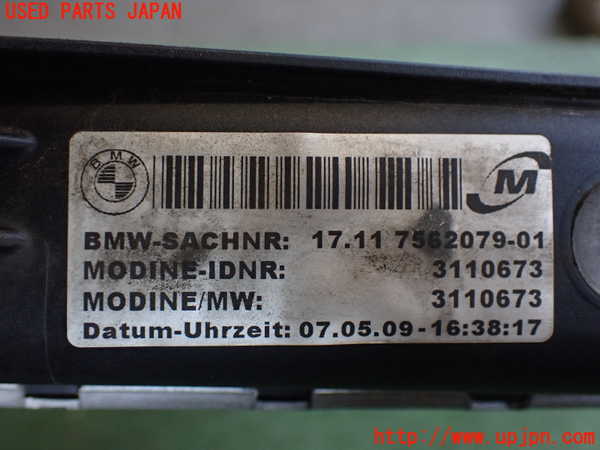 USED PARTS JAPAN
BMW
M
BMW-SACHNR: 17.11 7562079-01
MODINE-IDNR: 3110673
MODINE/MW: 3110673
Datum-Uhrzeit: 07.05.09-16:38:17
http://www.upjpn.com